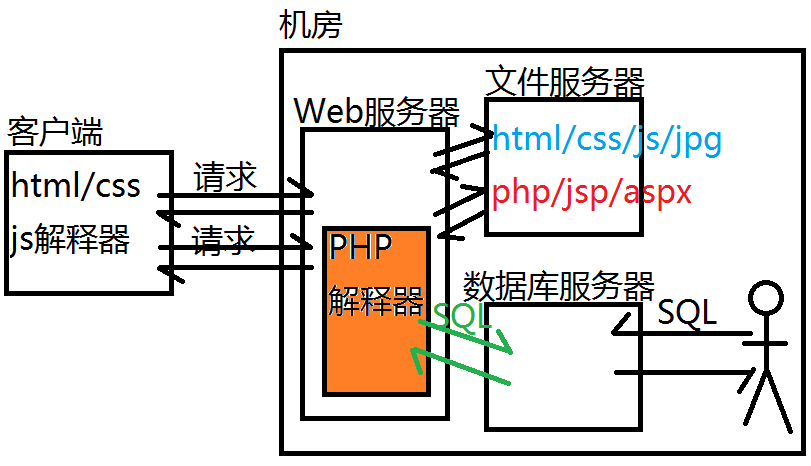 机房
文件服务器
Web服务器
客户端
html/css/js/jpg
html/css
请求
php/jsp/aspx
js解释器
请求
PHP
解释器
数据库服务器
SQL
SQL